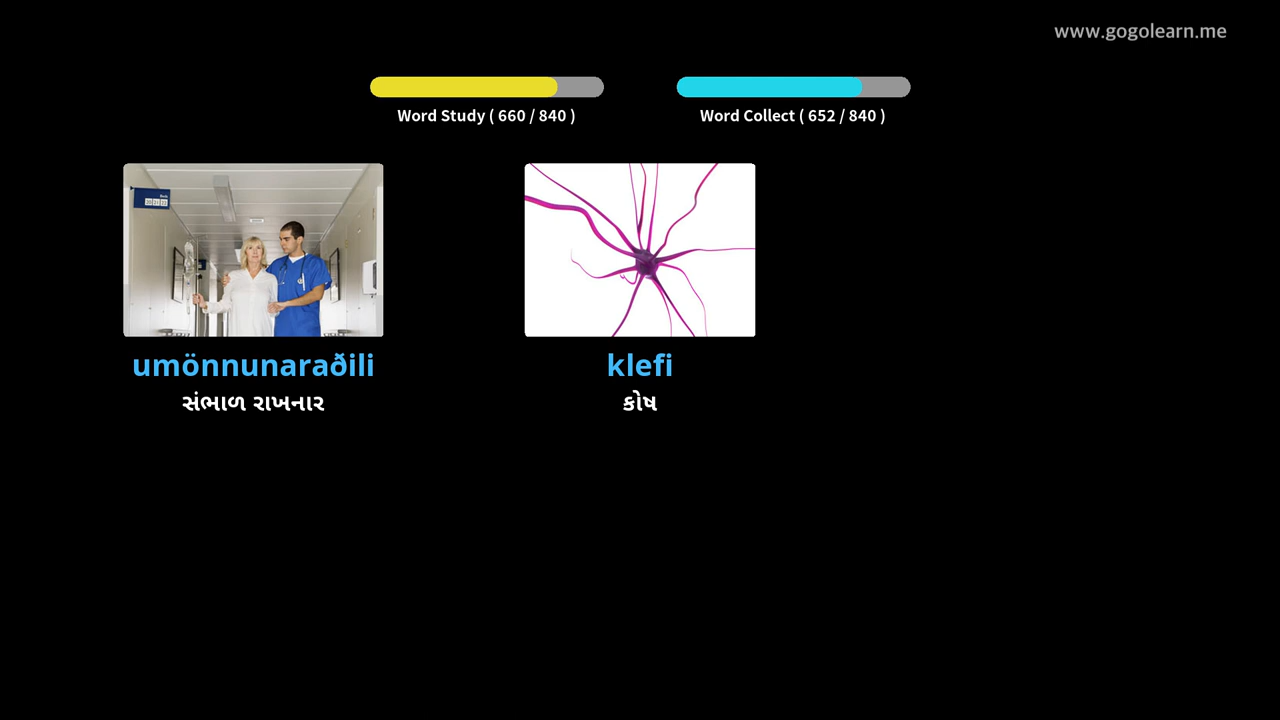 www.gogolearn.me
Word Study ( 660 / 840 )
Word Collect ( 652 / 840 )
umönnunaraðili
klefi
સંભાળ રાખનાર
કોષ